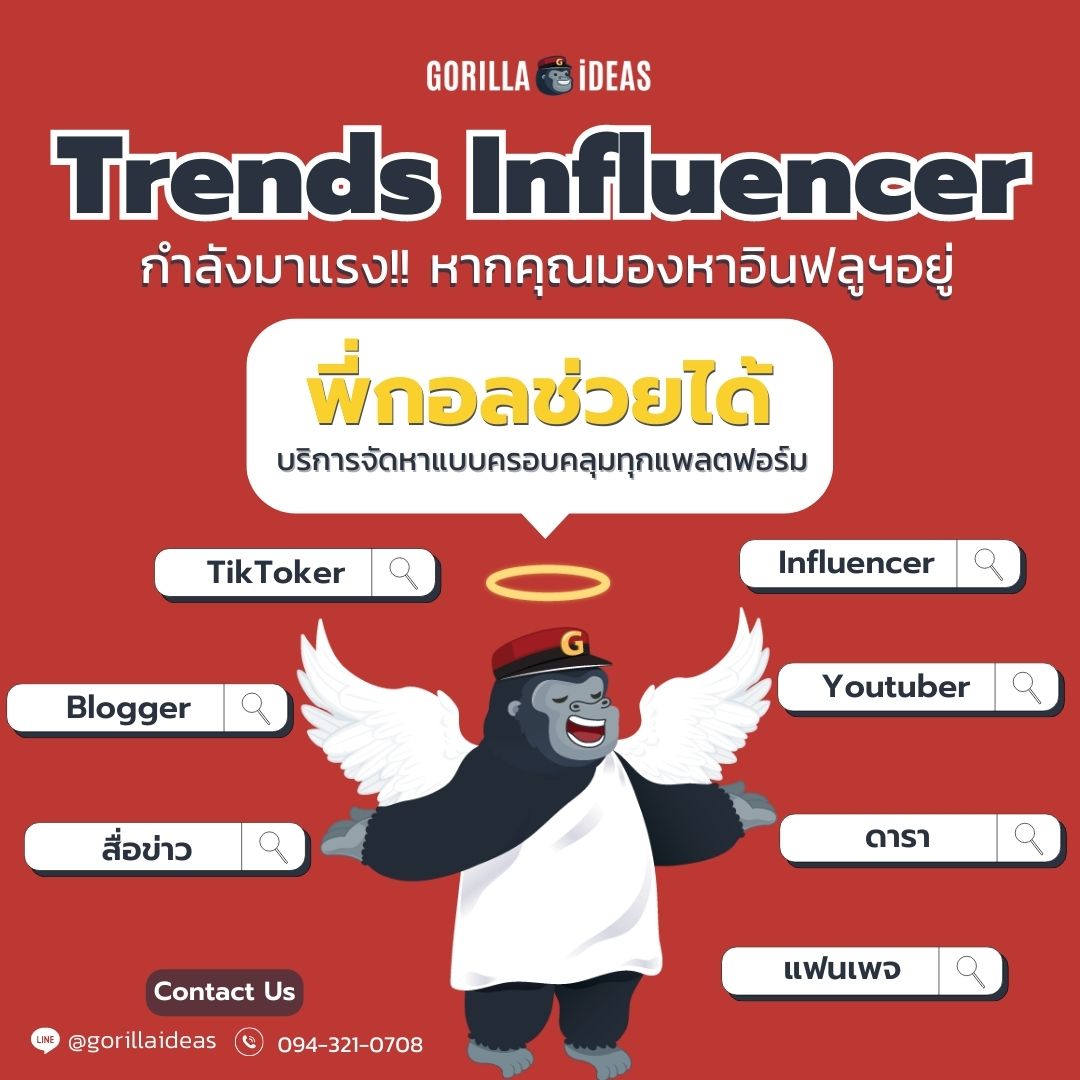 GORILLA iDEAS
Trends Influencer
กำลังมาแรง!! หากคุณมองหาอินฟลูฯอยู่
พี่กอลช่วยได้
บริการจัดหาแบบครอบคลุมทุกแพลตฟอร์ม
TikToker
Influencer
G
Blogger
Youtuber
สื่อข่าว
ดารา
แฟนเพจ
Contact Us
LINE @gorillaideas 094-321-0708